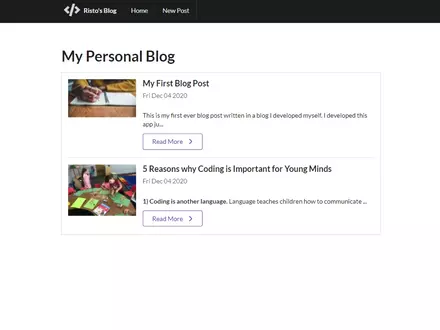 Risto's Blog Home New Post
My Personal Blog
My First Blog Post
Fri Dec 04 2020
This is my first ever blog post written in a blog I developed myself. I developed this
app ju...
Read More
5 Reasons why Coding is Important for Young Minds
Fri Dec 04 2020
1) Coding is another language. Language teaches children how to communicate ...
Read More